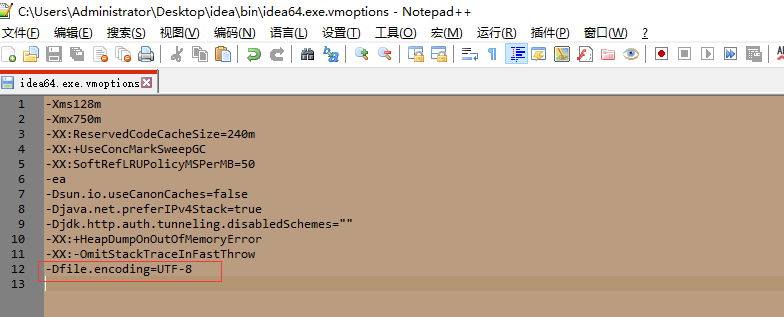 C:\Users\Administrator\Desktop\idea\bin\idea64.exe.vmoptions - Notepad++
文件(F) 编辑(E) 搜索(S) 视图(V) 编码(N) 语言(L) 设置(T) 工具(O) 宏(M) 运行(R) 插件(P) 窗口(W) ?
idea64.exe.vmoptions
1 -Xms128m
2 -Xmx750m
3 -XX:ReservedCodeCacheSize=240m
4 -XX:+UseConcMarkSweepGC
5 -XX:SoftRefLRUPolicyMSPerMB=50
6 -ea
7 -Dsun.io.useCanonCaches=false
8 -Djava.net.preferIPv4Stack=true
9 -Djdk.http.auth.tunneling.disabledSchemes=""
10 -XX:+HeapDumpOnOutOfMemoryError
11 -XX:-OmitStackTraceInFastThrow
12 -Dfile.encoding=UTF-8
13